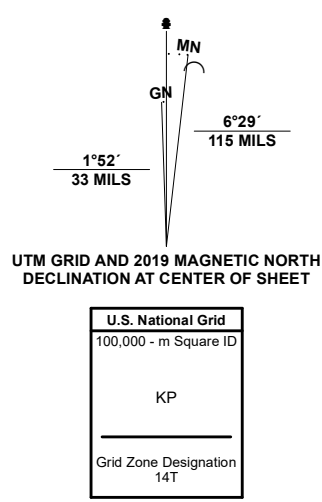 MN
GN
6°29´
115 MILS
1°52´
33 MILS
UTM GRID AND 2019 MAGNETIC NORTH
DECLINATION AT CENTER OF SHEET
U.S. National Grid
100,000 - m Square ID
KP
Grid Zone Designation
14T